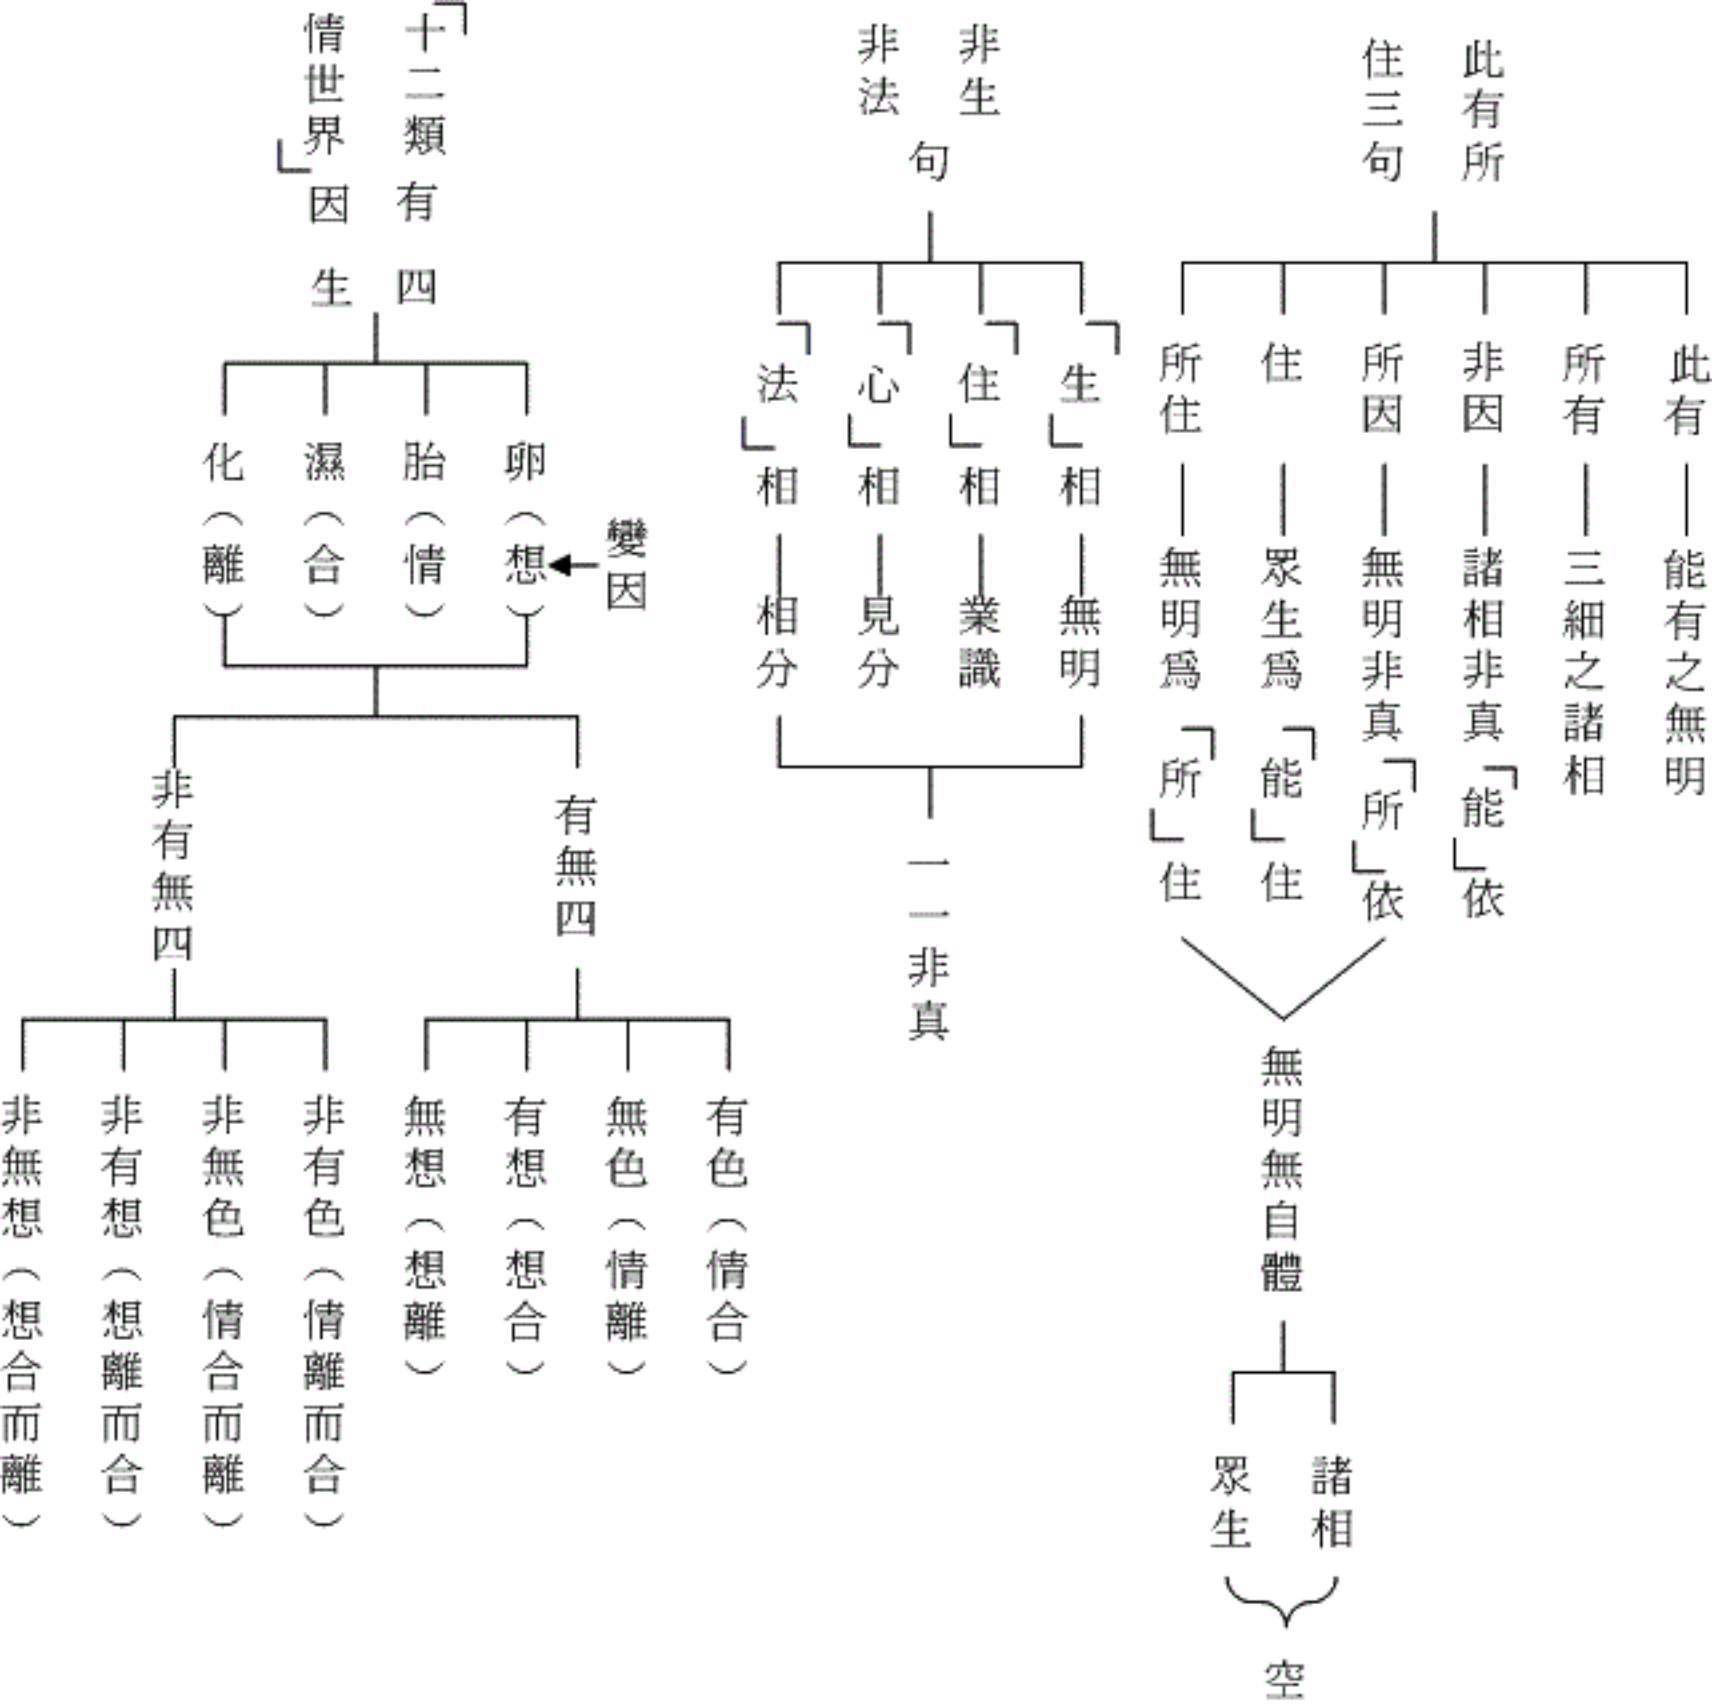 此有所
住三句
此有
能有之無明
所有
三細之諸相
非因
諸相非真「能」依
所因
無明非真「所」依
住
眾生為「能」住
所住
無明為「所」住
無明無自體
諸相
眾生
空
非生
非法
句
「生」相
無明
「住」相
業識
「心」相
見分
「法」相
相分
一一非真
「十二類有四
情世界」因生
卵（想）
變因
胎（情）
濕（合）
化（離）
有無四
有色（情合）
無色（情離）
有想（想合）
無想（想離）
非有無四
非有色（情離而合）
非無色（情合而離）
非有想（想離而合）
非無想（想合而離）